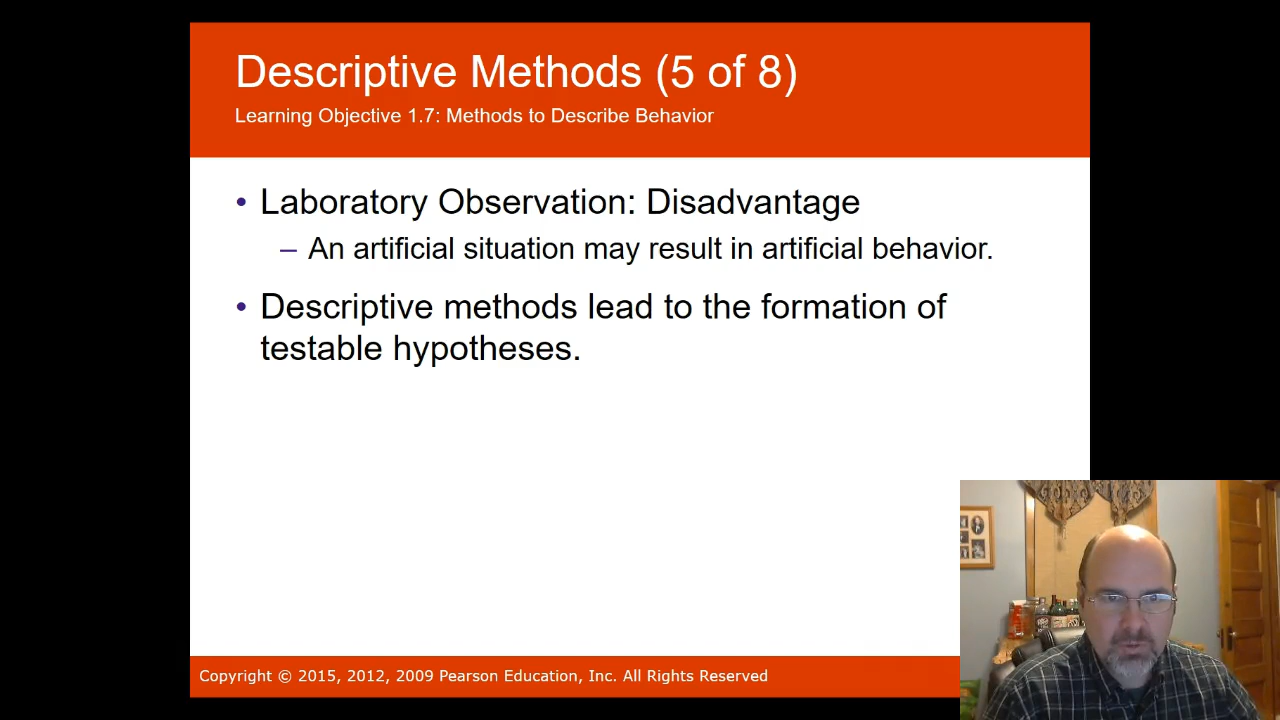 Descriptive Methods (5 of 8)
Learning Objective 1.7: Methods to Describe Behavior
• Laboratory Observation: Disadvantage
– An artificial situation may result in artificial behavior.
• Descriptive methods lead to the formation of
testable hypotheses.
Copyright © 2015, 2012, 2009 Pearson Education, Inc. All Rights Reserved